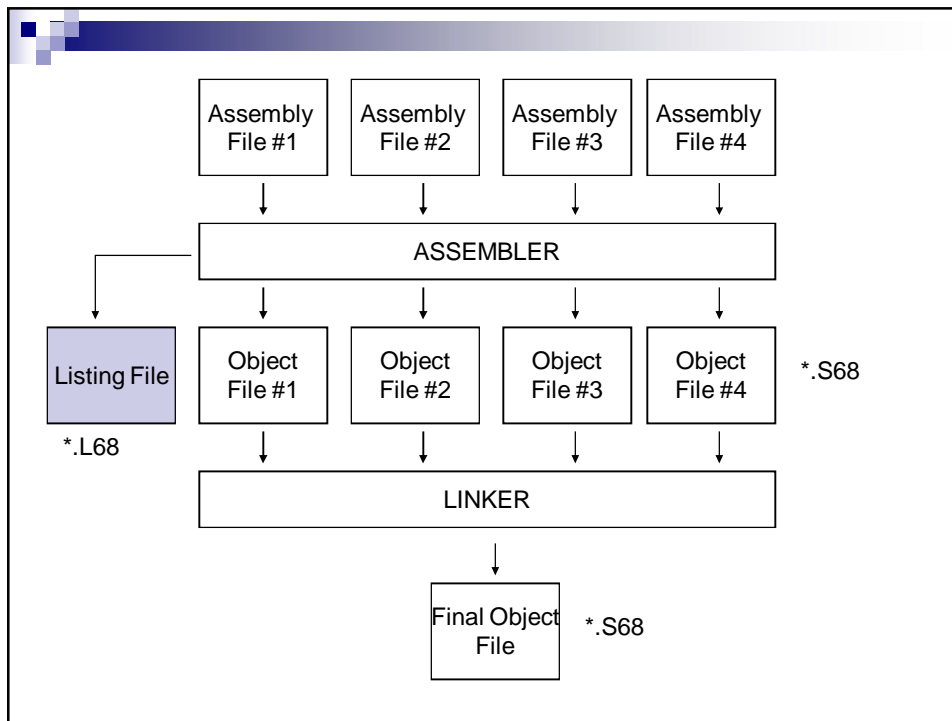 Assembly
File #1
Assembly
File #2
Assembly
File #3
Assembly
File #4
ASSEMBLER
Listing File
*.L68
Object
File #1
Object
File #2
Object
File #3
Object
File #4
*.S68
LINKER
Final Object
File
*.S68